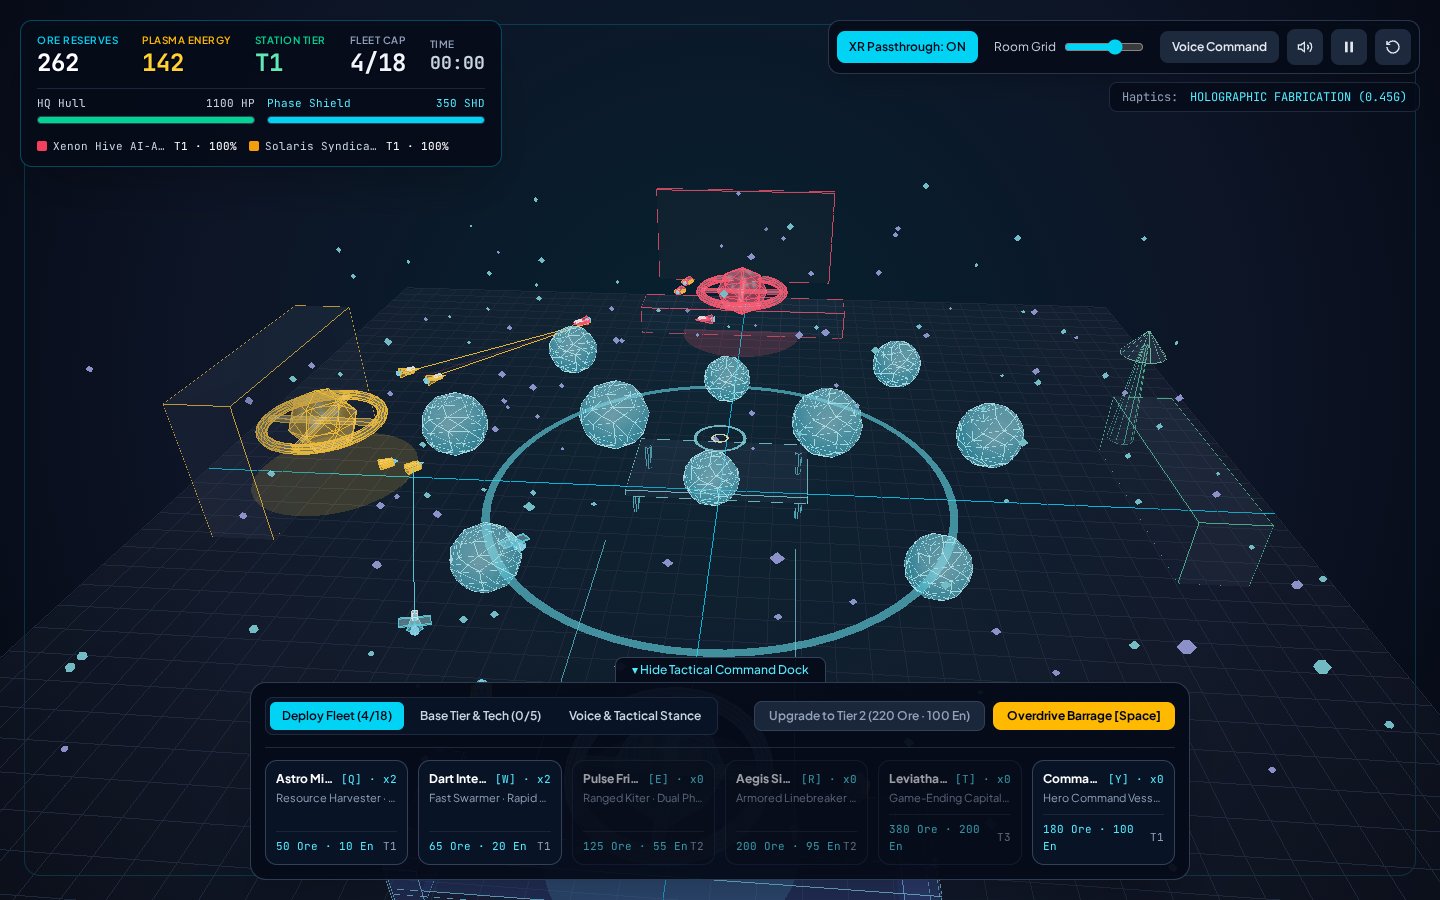 ORE RESERVES
262
PLASMA ENERGY
142
STATION TIER
T1
FLEET CAP
4/18
TIME
00:00
HQ Hull 1100 HP
Phase Shield 350 SHD
Xenon Hive AI-A… T1 · 100%
Solaris Syndica… T1 · 100%
XR Passthrough: ON
Room Grid
Voice Command
Haptics: HOLOGRAPHIC FABRICATION (0.45G)
▾ Hide Tactical Command Dock
Deploy Fleet (4/18)
Base Tier & Tech (0/5)
Voice & Tactical Stance
Upgrade to Tier 2 (220 Ore · 100 En)
Overdrive Barrage [Space]
Astro Mi… [Q] · x2
Resource Harvester · …
50 Ore · 10 En T1
Dart Inte… [W] · x2
Fast Swarmer · Rapid …
65 Ore · 20 En T1
Pulse Fri… [E] · x0
Ranged Kiter · Dual Ph…
125 Ore · 55 En T2
Aegis Si… [R] · x0
Armored Linebreaker …
200 Ore · 95 En T2
Leviatha… [T] · x0
Game-Ending Capital…
380 Ore · 200
En
T3
Comma… [Y] · x0
Hero Command Vess…
180 Ore · 100
En
T1